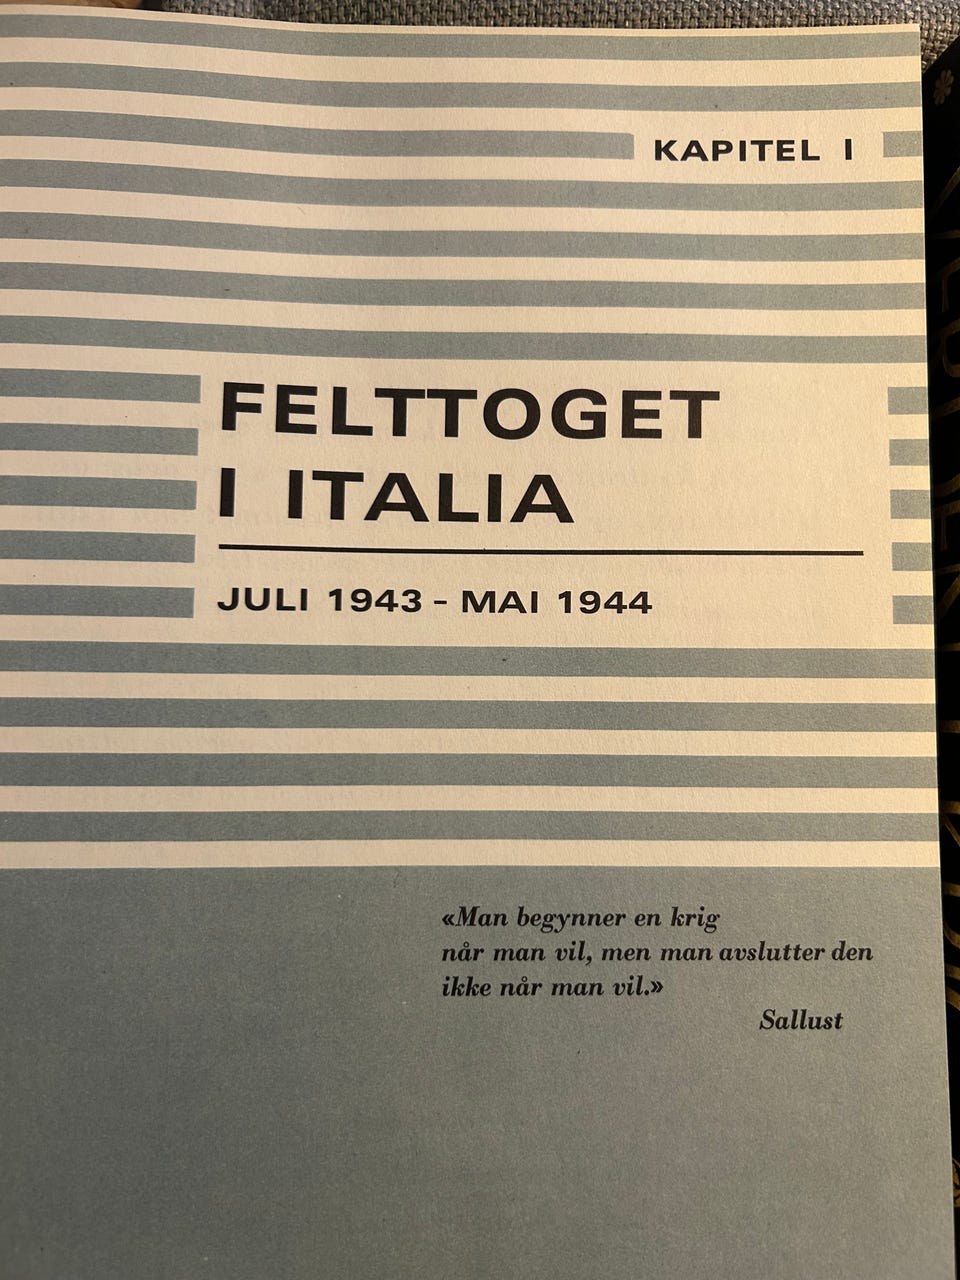 KAPITEL I
FELTTOGET
I ITALIA
JULI 1943 - MAI 1944
«Man begynner en krig
når man vil, men man avslutter den
ikke når man vil.»
Sallust